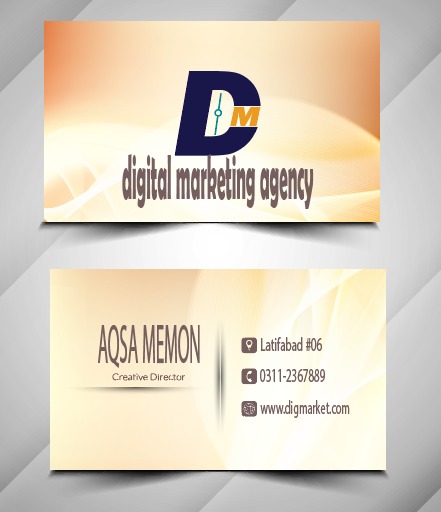 DM
digital marketing agency
AQSA MEMON
Creative Director
Latifabad #06
0311-2367889
www.digmarket.com